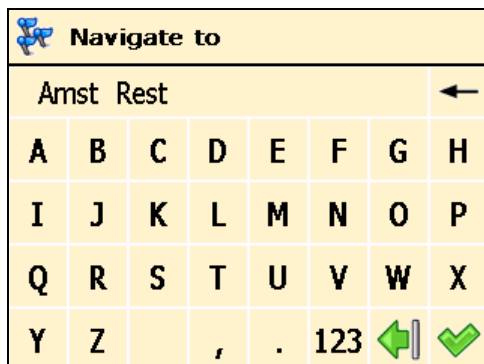 Navigate to
Amst Rest
A B C D E F G H
I J K L M N O P
Q R S T U V W X
Y Z , . 123